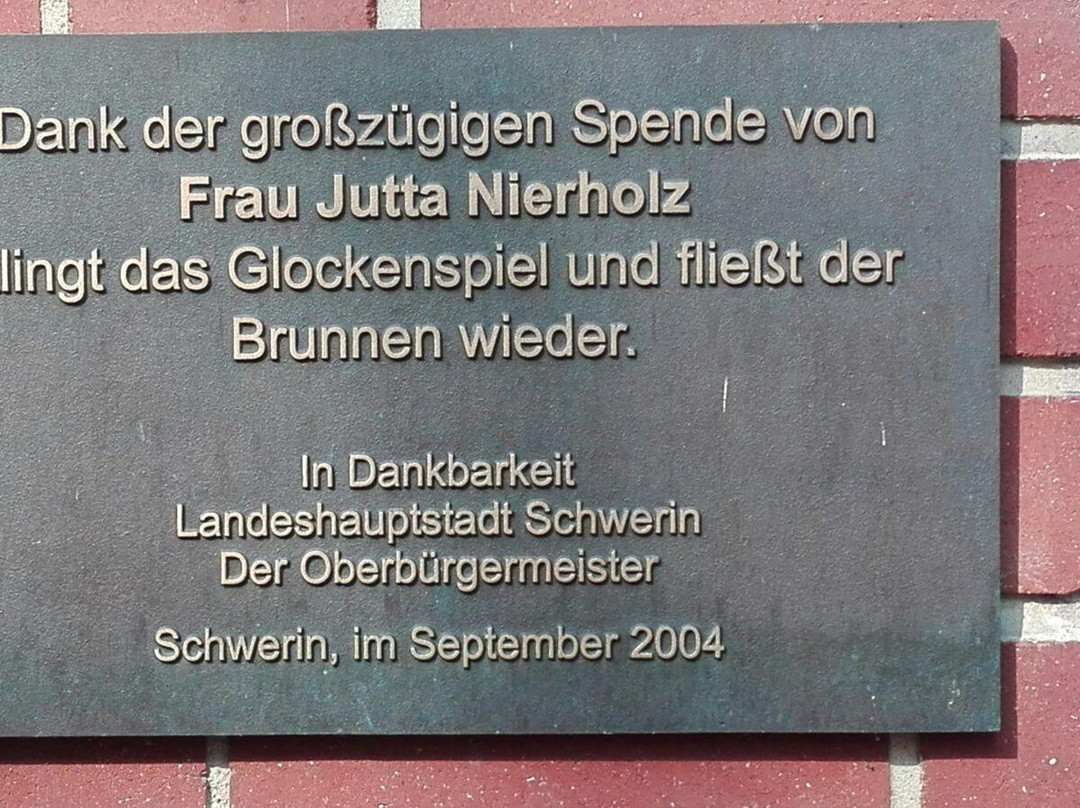 Dank der großzügigen Spende von
Frau Jutta Nierholz
lingt das Glockenspiel und fließt der
Brunnen wieder.
In Dankbarkeit
Landeshauptstadt Schwerin
Der Oberbürgermeister
Schwerin, im September 2004